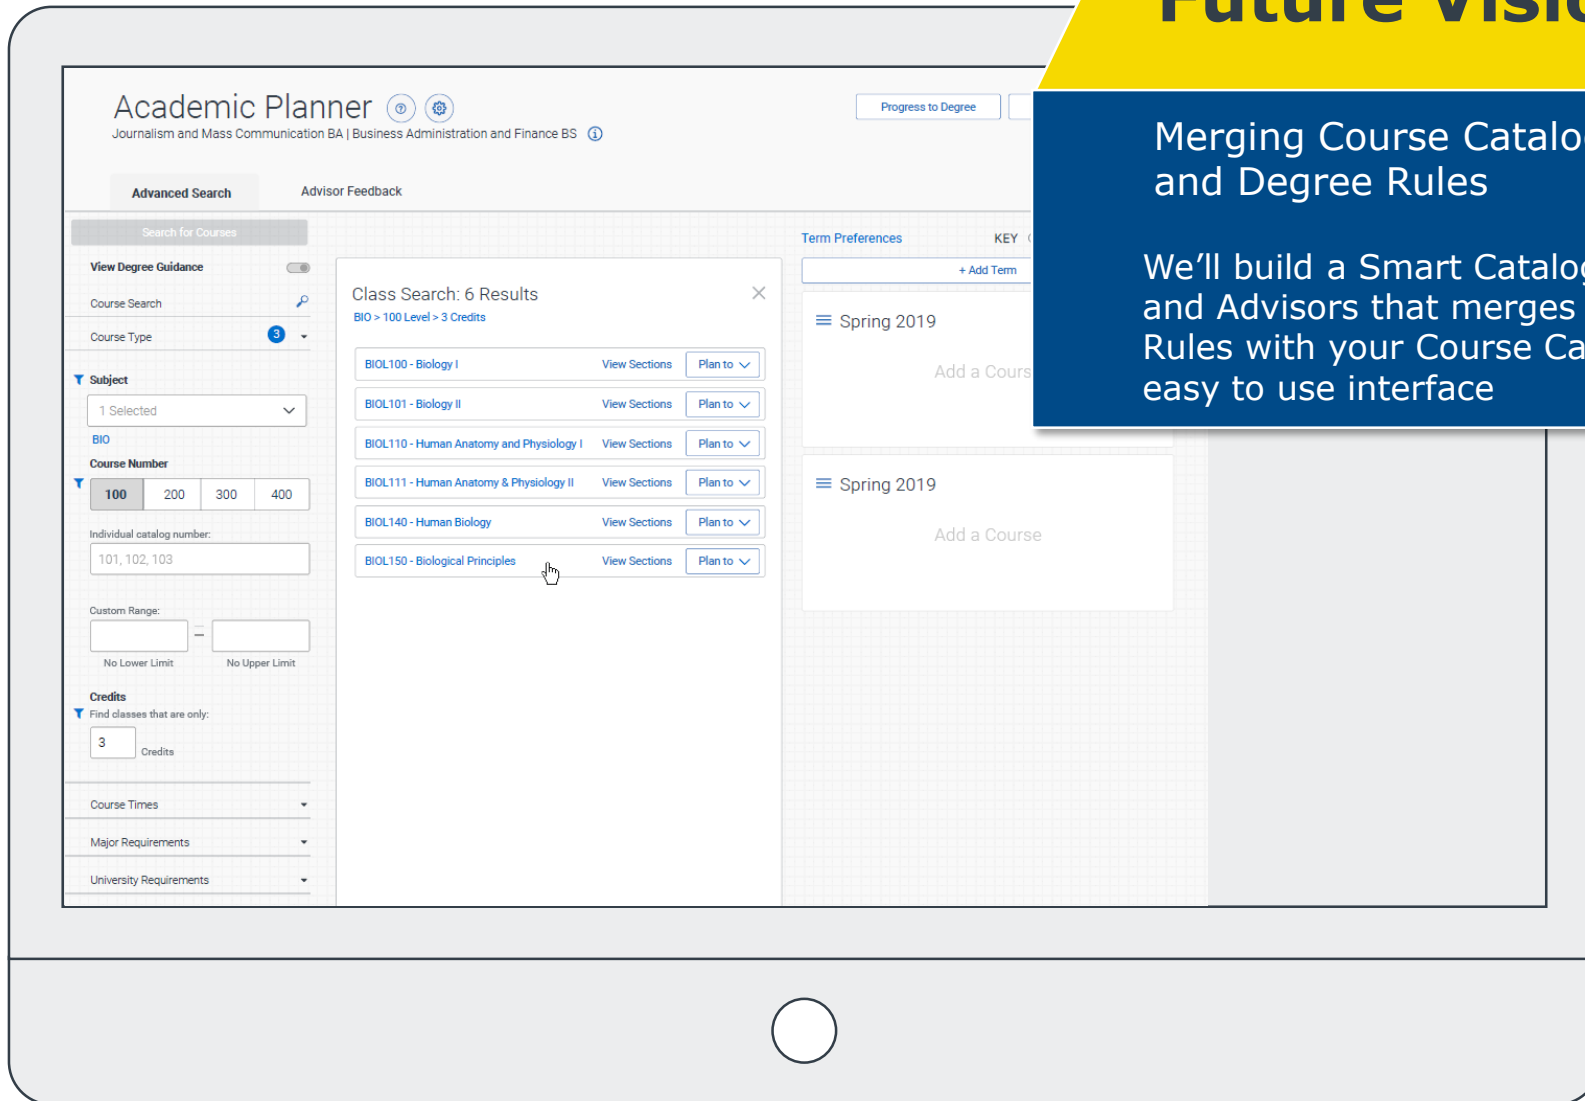 Future
Academic Planner
Journalism and Mass Communication BA | Business Administration and Finance BS
Progress to Degree
Merging Course
and Degree Rules
We'll build a Smart
and Advisors that merges
Rules with your Course
easy to use interface
Advanced Search
Advisor Feedback
Search for Courses
View Degree Guidance
Course Search
Course Type 3
Subject
1 Selected
BIO
Course Number
100 200 300 400
Individual catalog number:
101, 102, 103
Custom Range:
–
No Lower Limit No Upper Limit
Credits
Find classes that are only:
3 Credits
Course Times
Major Requirements
University Requirements
Class Search: 6 Results
BIO > 100 Level > 3 Credits
BIOL100 - Biology I View Sections Plan to
BIOL101 - Biology II View Sections Plan to
BIOL110 - Human Anatomy and Physiology I View Sections Plan to
BIOL111 - Human Anatomy & Physiology II View Sections Plan to
BIOL140 - Human Biology View Sections Plan to
BIOL150 - Biological Principles View Sections Plan to
Term Preferences KEY
+ Add Term
Spring 2019
Add a
Spring 2019
Add a Course